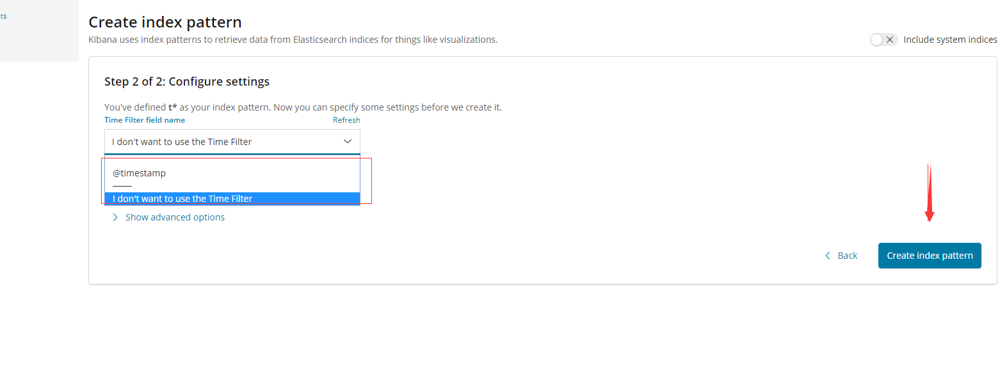 ts
Create index pattern
Kibana uses index patterns to retrieve data from Elasticsearch indices for things like visualizations.
Include system indices
Step 2 of 2: Configure settings
You've defined t* as your index pattern. Now you can specify some settings before we create it.
Time Filter field name Refresh
I don't want to use the Time Filter
@timestamp
I don't want to use the Time Filter
Show advanced options
Back Create index pattern